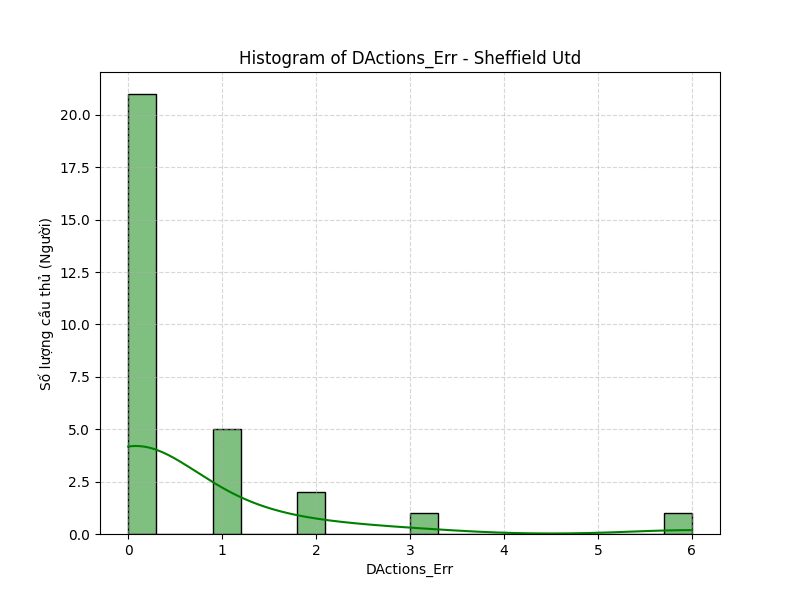 Histogram of DActions_Err - Sheffield Utd
Số lượng cầu thủ (Người)
20.0
17.5
15.0
12.5
10.0
7.5
5.0
2.5
0.0
0 1 2 3 4 5 6
DActions_Err